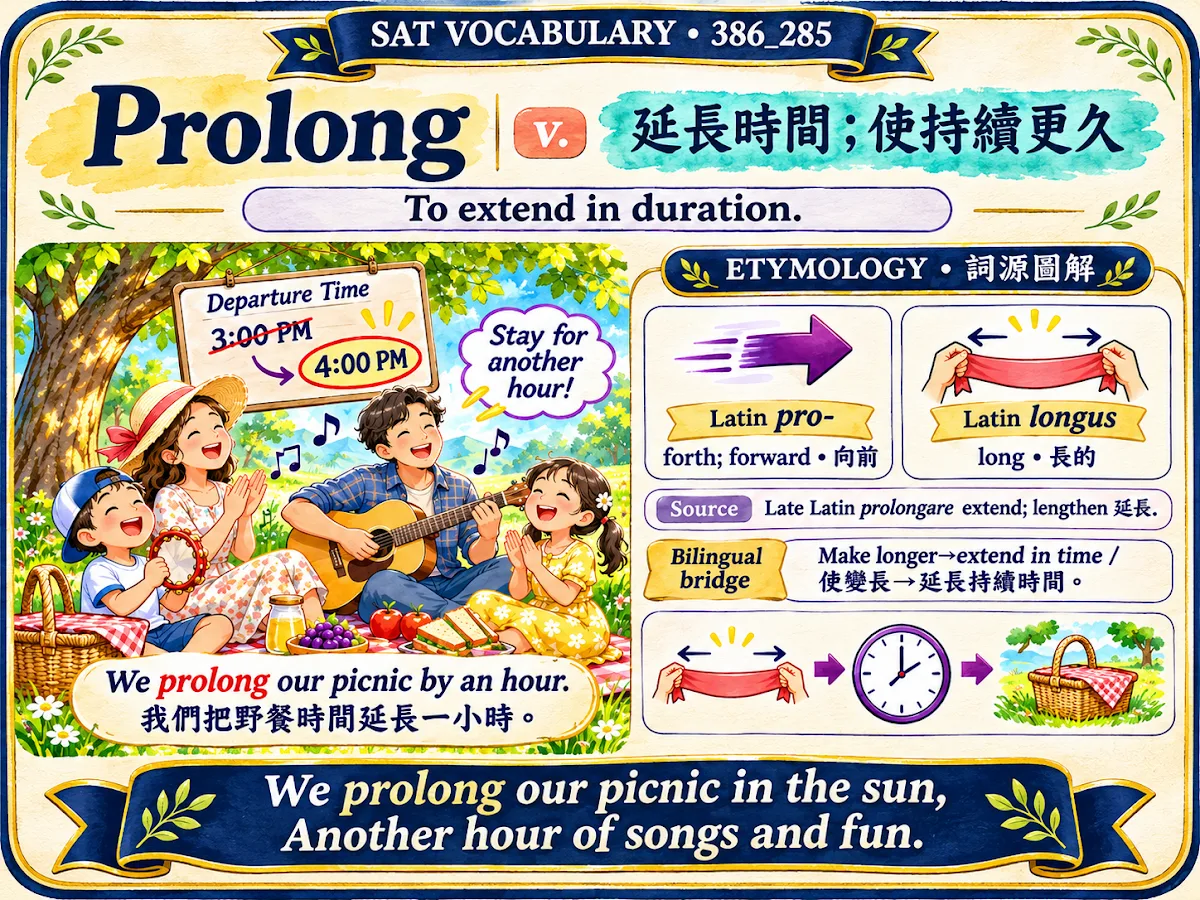 SAT VOCABULARY • 386_285
Prolong
v.
延長時間；使持續更久
To extend in duration.
Departure Time
3:00 PM
4:00 PM
Stay for
another
hour!
We prolong our picnic by an hour.
我們把野餐時間延長一小時。
ETYMOLOGY • 詞源圖解
Latin pro-
forth; forward • 向前
Latin longus
long • 長的
Source Late Latin prolongare extend; lengthen 延長.
Bilingual
bridge
Make longer→extend in time /
使變長→延長持續時間。
We prolong our picnic in the sun,
Another hour of songs and fun.